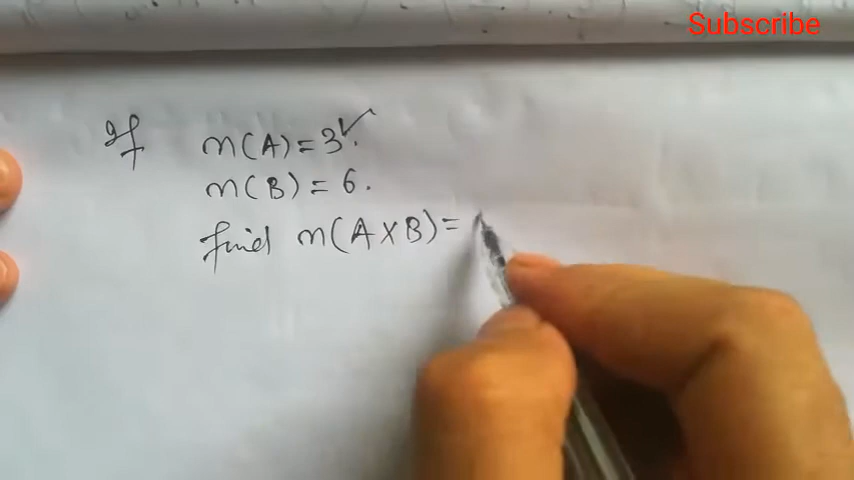 Subscribe
If n(A) = 3.
n(B) = 6.
find n(A×B) =